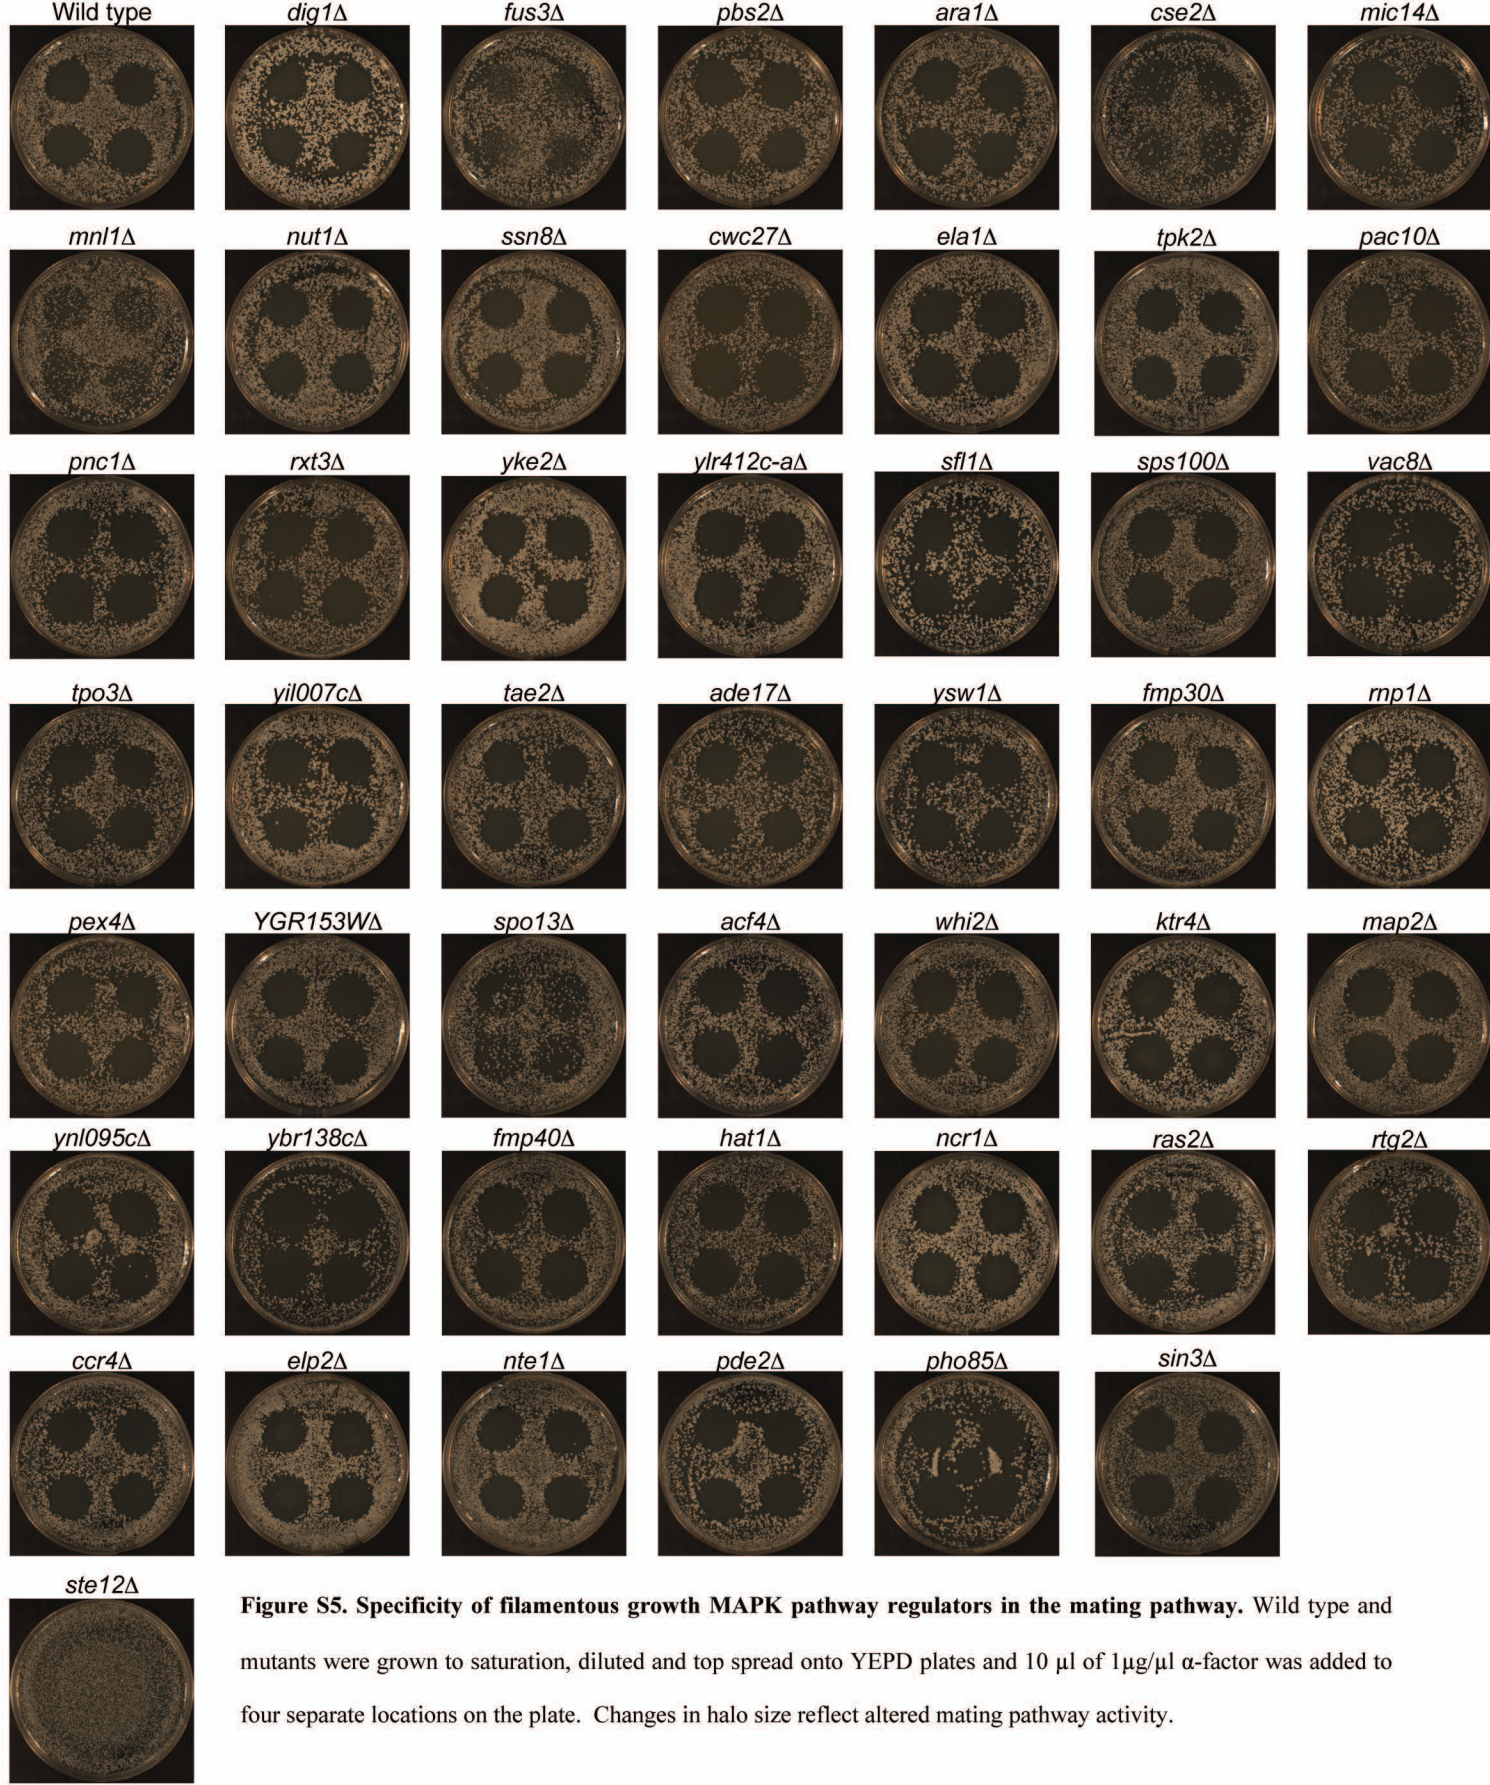 Wild type dig1Δ fus3Δ pbs2Δ ara1Δ cse2Δ mic14Δ
mnl1Δ nut1Δ ssn8Δ cwc27Δ ela1Δ tpk2Δ pac10Δ
pnc1Δ rxt3Δ yke2Δ ylr412c-aΔ sfl1Δ sps100Δ vac8Δ
tpo3Δ yil007cΔ tae2Δ ade17Δ ysw1Δ fmp30Δ rnp1Δ
pex4Δ YGR153WΔ spo13Δ acf4Δ whi2Δ ktr4Δ map2Δ
ynl095cΔ ybr138cΔ fmp40Δ hat1Δ ncr1Δ ras2Δ rtg2Δ
ccr4Δ elp2Δ nte1Δ pde2Δ pho85Δ sin3Δ
ste12Δ
Figure S5. Specificity of filamentous growth MAPK pathway regulators in the mating pathway. Wild type and
mutants were grown to saturation, diluted and top spread onto YEPD plates and 10 µl of 1µg/µl α-factor was added to
four separate locations on the plate. Changes in halo size reflect altered mating pathway activity.